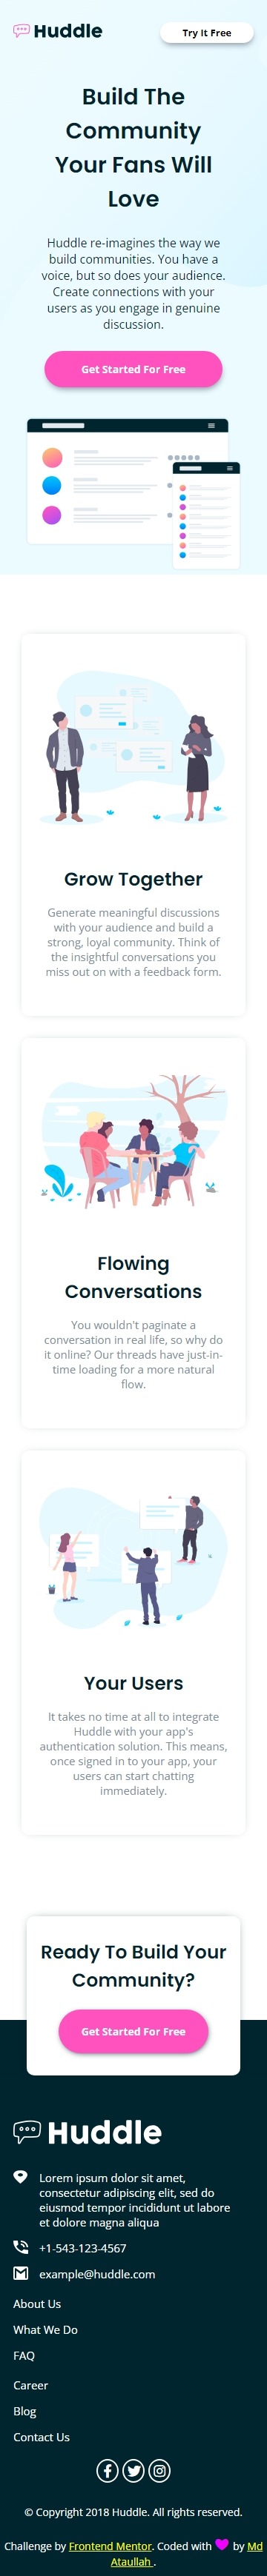 Huddle
Try It Free
Build The
Community
Your Fans Will
Love
Huddle re-imagines the way we
build communities. You have a
voice, but so does your audience.
Create connections with your
users as you engage in genuine
discussion.
Get Started For Free
Grow Together
Generate meaningful discussions
with your audience and build a
strong, loyal community. Think of
the insightful conversations you
miss out on with a feedback form.
Flowing
Conversations
You wouldn't paginate a
conversation in real life, so why do
it online? Our threads have just-in-
time loading for a more natural
flow.
Your Users
It takes no time at all to integrate
Huddle with your app's
authentication solution. This means,
once signed in to your app, your
users can start chatting
immediately.
Ready To Build Your
Community?
Get Started For Free
Huddle
Lorem ipsum dolor sit amet,
consectetur adipiscing elit, sed do
eiusmod tempor incididunt ut labore
et dolore magna aliqua
+1-543-123-4567
example@huddle.com
About Us
What We Do
FAQ
Career
Blog
Contact Us
© Copyright 2018 Huddle. All rights reserved.
Challenge by Frontend Mentor. Coded with by Md
Ataullah .